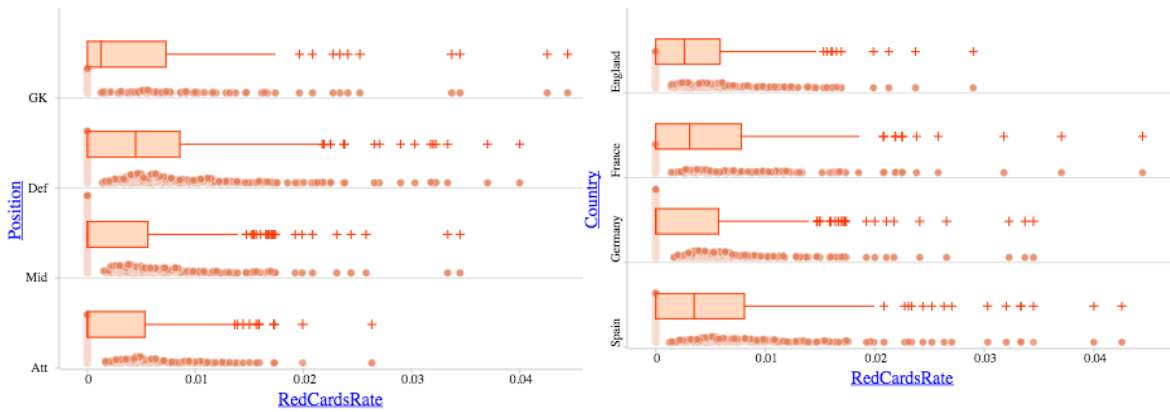 GK
Def
Mid
Att
Position
0
0.01
0.02
0.03
0.04
RedCardsRate
England
France
Germany
Spain
Country
0
0.01
0.02
0.03
0.04
RedCardsRate